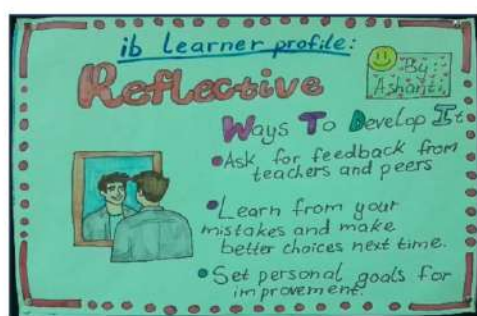 ib Learner profile:
Reflective
By:
Ashanti
Ways To Develop It
•Ask for feedback from
teachers and peers
•Learn from your
mistakes and make
better choices next time.
•Set personal goals for
improvement.